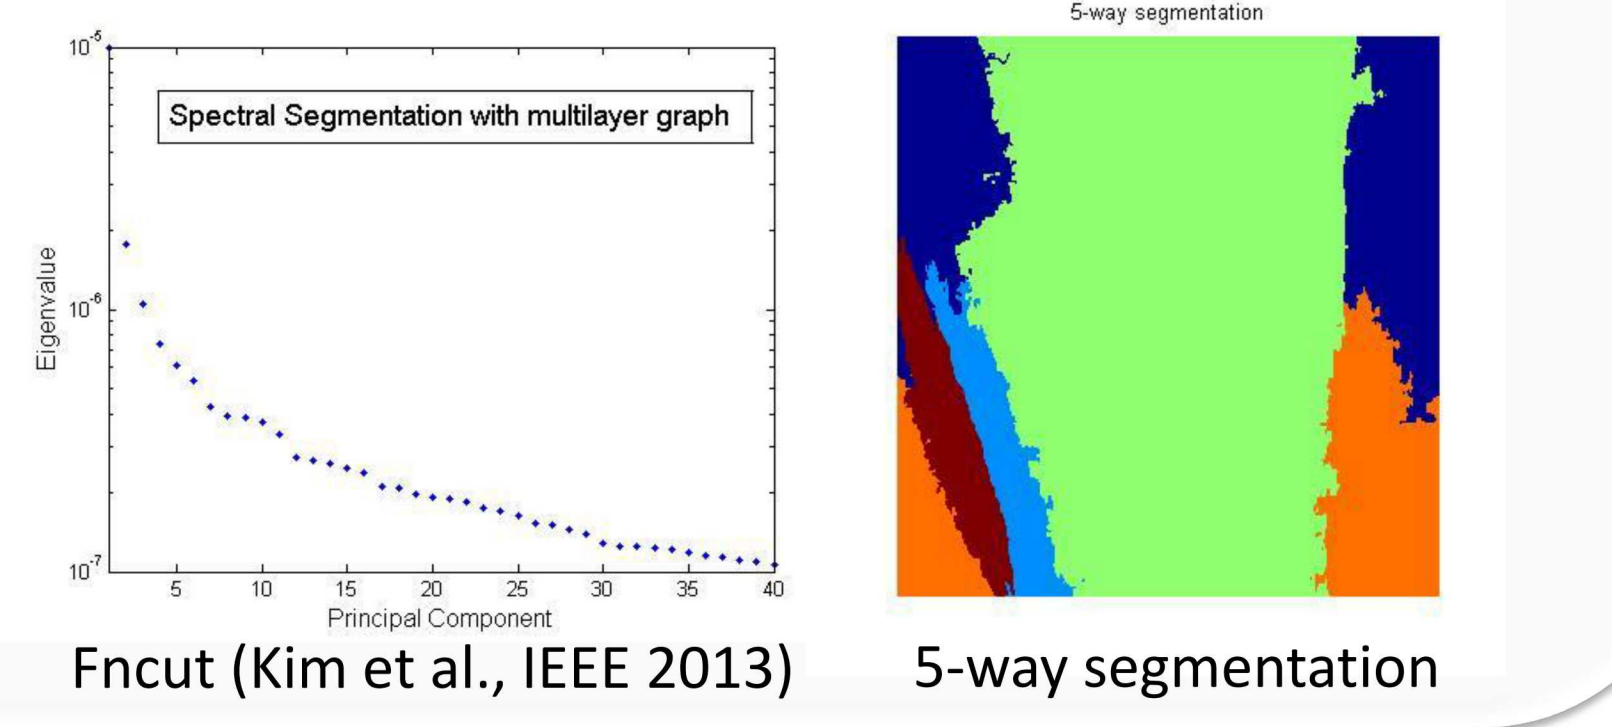 5-way segmentation
10-5
Spectral Segmentation with multilayer graph
10-6
Eigenvalue
10-7
5 10 15 20 25 30 35 40
Principal Component
Fncut (Kim et al., IEEE 2013)
5-way segmentation